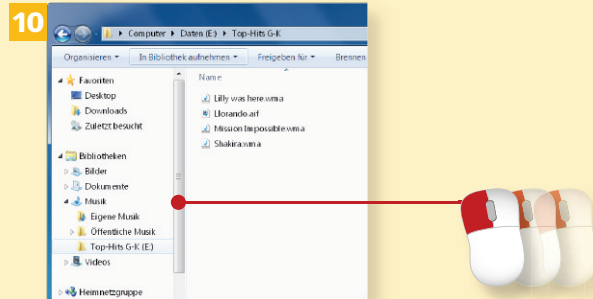 10
Computer ▸ Daten (E:) ▸ Top-Hits G-K
Organisieren In Bibliothek aufnehmen Freigeben für Brennen
Favoriten
Desktop
Downloads
Zuletzt besucht
Bibliotheken
Bilder
Dokumente
Musik
Eigene Musik
Öffentliche Musik
Top-Hits G-K (E:)
Videos
Heimnetzgruppe
Name
Lilly was here.wma
Llorando.aif
Mission Impossible.wma
Shakira.wma